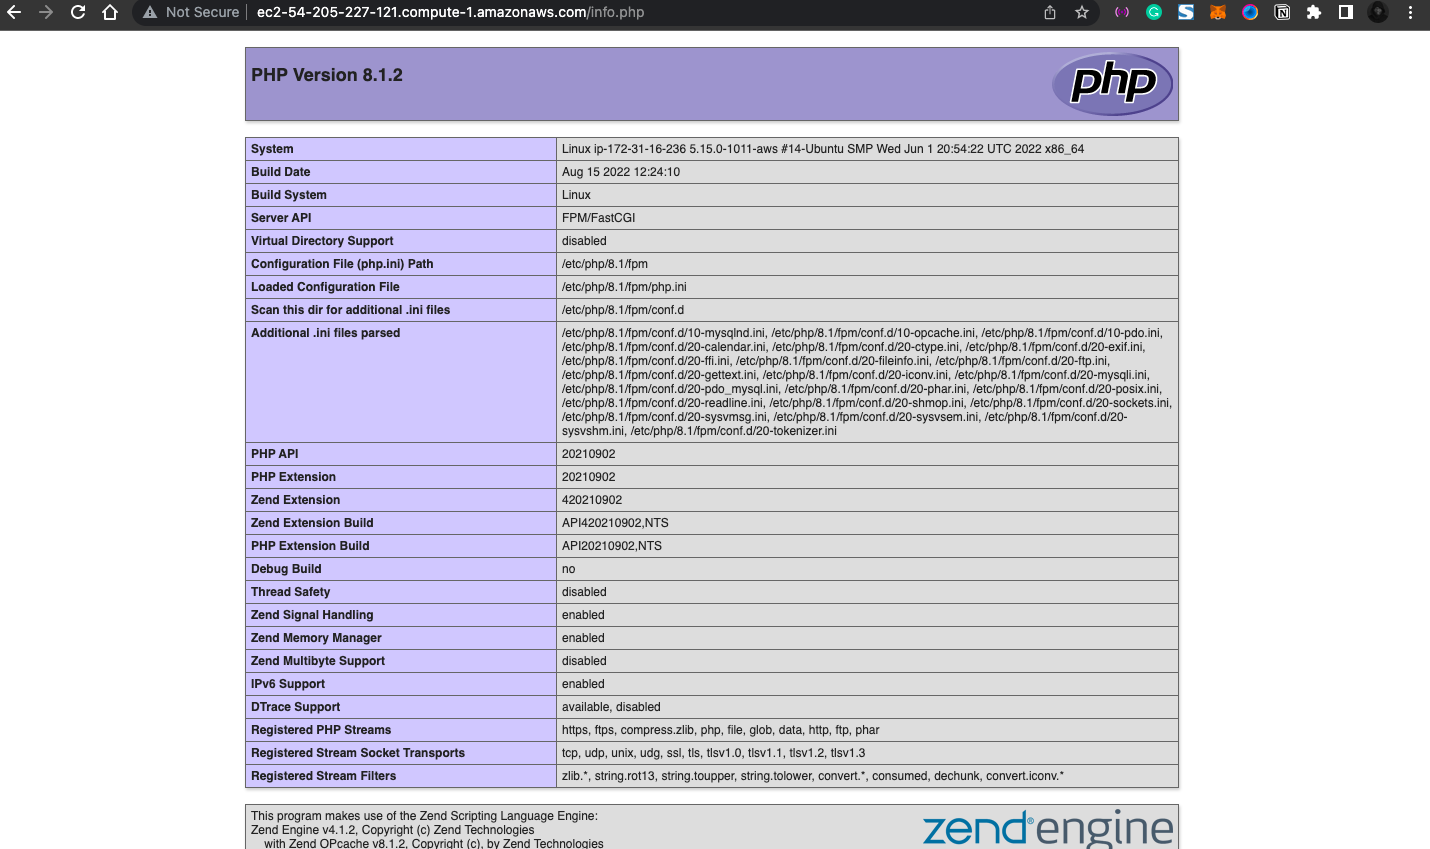 Not Secure ec2-54-205-227-121.compute-1.amazonaws.com/info.php
PHP Version 8.1.2
php
System Linux ip-172-31-16-236 5.15.0-1011-aws #14-Ubuntu SMP Wed Jun 1 20:54:22 UTC 2022 x86_64
Build Date Aug 15 2022 12:24:10
Build System Linux
Server API FPM/FastCGI
Virtual Directory Support disabled
Configuration File (php.ini) Path /etc/php/8.1/fpm
Loaded Configuration File /etc/php/8.1/fpm/php.ini
Scan this dir for additional .ini files /etc/php/8.1/fpm/conf.d
Additional .ini files parsed /etc/php/8.1/fpm/conf.d/10-mysqlnd.ini, /etc/php/8.1/fpm/conf.d/10-opcache.ini, /etc/php/8.1/fpm/conf.d/10-pdo.ini,
/etc/php/8.1/fpm/conf.d/20-calendar.ini, /etc/php/8.1/fpm/conf.d/20-ctype.ini, /etc/php/8.1/fpm/conf.d/20-exif.ini,
/etc/php/8.1/fpm/conf.d/20-ffi.ini, /etc/php/8.1/fpm/conf.d/20-fileinfo.ini, /etc/php/8.1/fpm/conf.d/20-ftp.ini,
/etc/php/8.1/fpm/conf.d/20-gettext.ini, /etc/php/8.1/fpm/conf.d/20-iconv.ini, /etc/php/8.1/fpm/conf.d/20-mysqli.ini,
/etc/php/8.1/fpm/conf.d/20-pdo_mysql.ini, /etc/php/8.1/fpm/conf.d/20-phar.ini, /etc/php/8.1/fpm/conf.d/20-posix.ini,
/etc/php/8.1/fpm/conf.d/20-readline.ini, /etc/php/8.1/fpm/conf.d/20-shmop.ini, /etc/php/8.1/fpm/conf.d/20-sockets.ini,
/etc/php/8.1/fpm/conf.d/20-sysvmsg.ini, /etc/php/8.1/fpm/conf.d/20-sysvsem.ini, /etc/php/8.1/fpm/conf.d/20-
sysvshm.ini, /etc/php/8.1/fpm/conf.d/20-tokenizer.ini
PHP API 20210902
PHP Extension 20210902
Zend Extension 420210902
Zend Extension Build API420210902,NTS
PHP Extension Build API20210902,NTS
Debug Build no
Thread Safety disabled
Zend Signal Handling enabled
Zend Memory Manager enabled
Zend Multibyte Support disabled
IPv6 Support enabled
DTrace Support available, disabled
Registered PHP Streams https, ftps, compress.zlib, php, file, glob, data, http, ftp, phar
Registered Stream Socket Transports tcp, udp, unix, udg, ssl, tls, tlsv1.0, tlsv1.1, tlsv1.2, tlsv1.3
Registered Stream Filters zlib.*, string.rot13, string.toupper, string.tolower, convert.*, consumed, dechunk, convert.iconv.*
This program makes use of the Zend Scripting Language Engine:
Zend Engine v4.1.2, Copyright (c) Zend Technologies
with Zend OPcache v8.1.2, Copyright (c), by Zend Technologies
zend®engine